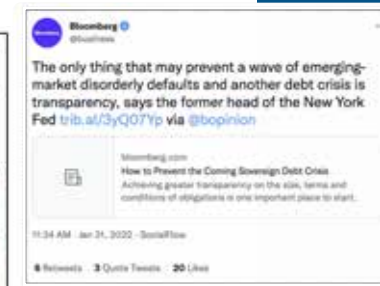 Bloomberg
@business
The only thing that may prevent a wave of emerging-
market disorderly defaults and another debt crisis is
transparency, says the former head of the New York
Fed trib.al/3yQ07Yp via @bopinion
bloomberg.com
How to Prevent the Coming Sovereign Debt Crisis
Achieving greater transparency on the size, terms and
conditions of obligations is one important place to start.
11:34 AM · Jan 31, 2022 · SocialFlow
6 Retweets 3 Quote Tweets 20 Likes